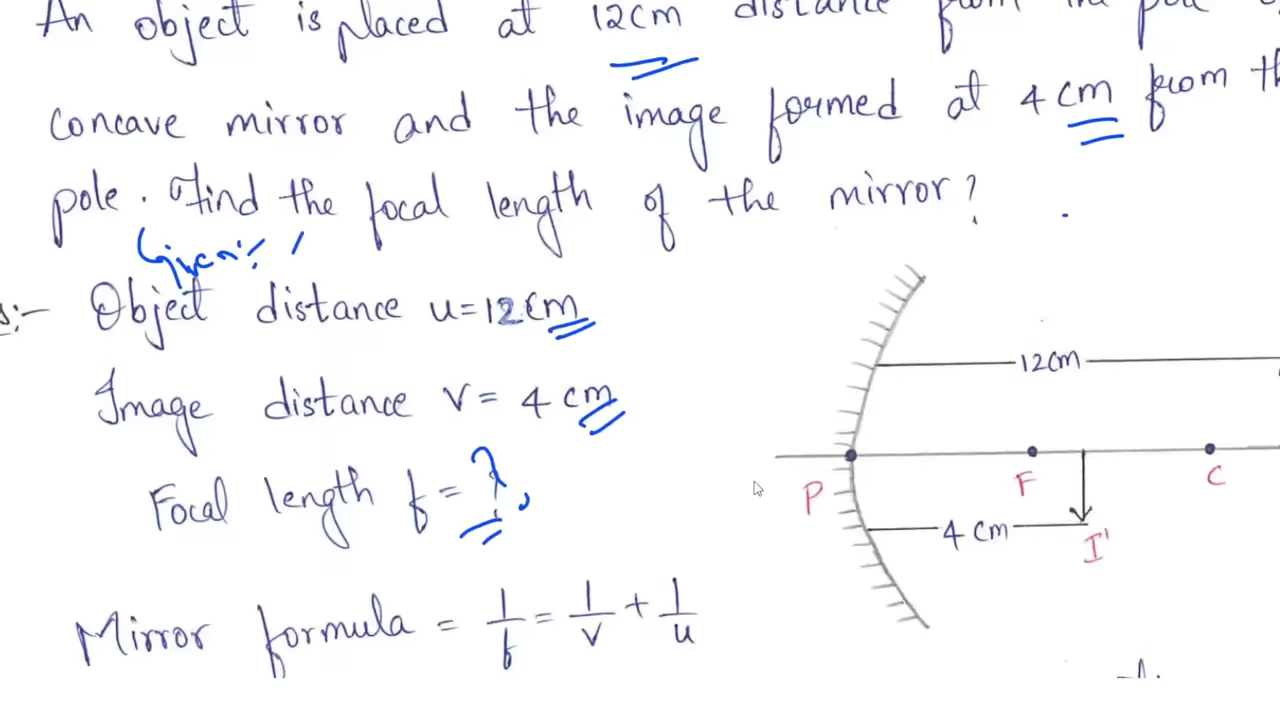 An object is placed at 12cm distance from the pole
concave mirror and the image formed at 4 cm from
pole. Find the focal length of the mirror?
Given:
Object distance u=12cm
Image distance v= 4 cm
Focal length f= ?
Mirror formula = 1/f = 1/v + 1/u
12cm
P
F
C
4 cm
I'